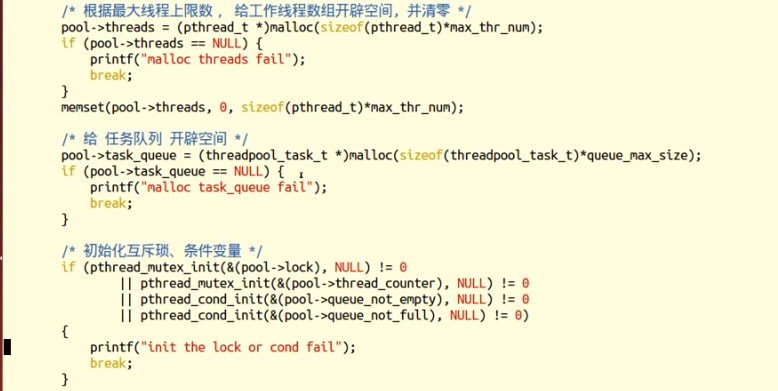 /* 根据最大线程上限数， 给工作线程数组开辟空间，并清零 */
pool->threads = (pthread_t *)malloc(sizeof(pthread_t)*max_thr_num);
if (pool->threads == NULL) {
printf("malloc threads fail");
break;
}
memset(pool->threads, 0, sizeof(pthread_t)*max_thr_num);
/* 给 任务队列 开辟空间 */
pool->task_queue = (threadpool_task_t *)malloc(sizeof(threadpool_task_t)*queue_max_size);
if (pool->task_queue == NULL) {
printf("malloc task_queue fail");
break;
}
/* 初始化互斥琐、条件变量 */
if (pthread_mutex_init(&(pool->lock), NULL) != 0
|| pthread_mutex_init(&(pool->thread_counter), NULL) != 0
|| pthread_cond_init(&(pool->queue_not_empty), NULL) != 0
|| pthread_cond_init(&(pool->queue_not_full), NULL) != 0)
{
printf("init the lock or cond fail");
break;
}